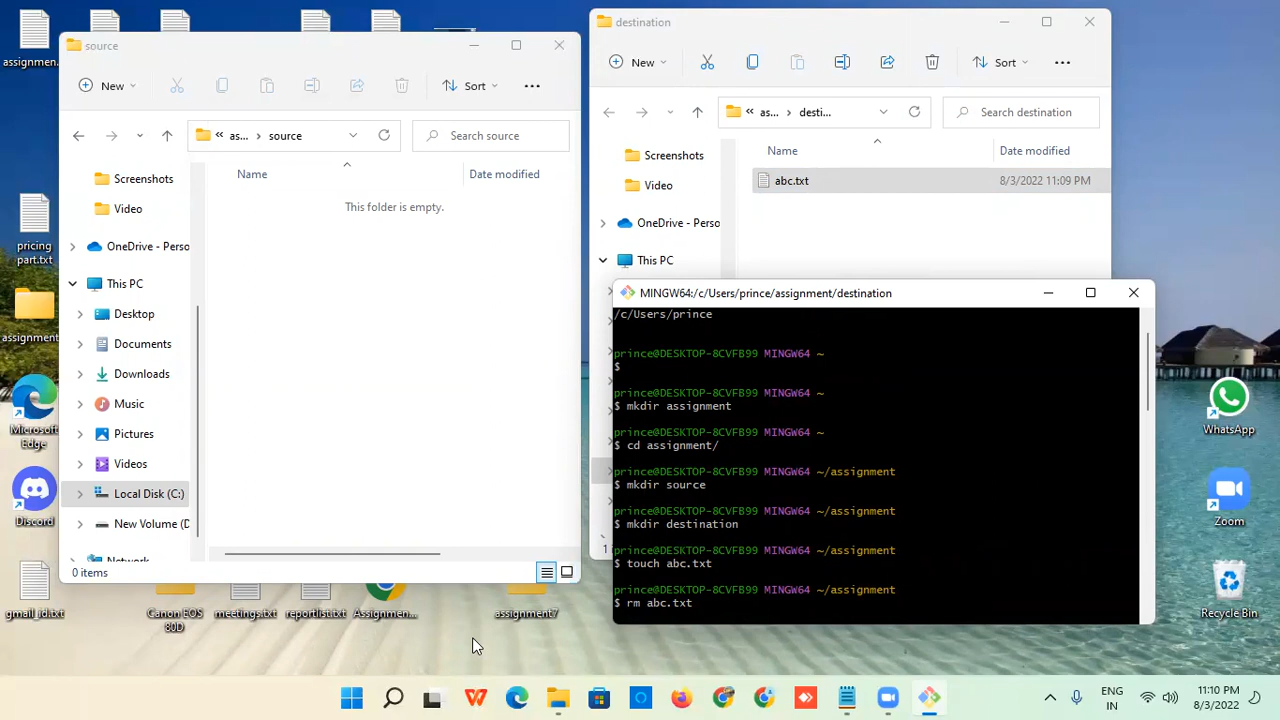 assignmen.
pricing
part.txt
assignment
Microsoft
Edge
Discord
gmail_id.txt
Canon EOS
80D
meetings.txt
reportlist.txt
Assignmen...
assignment7
source
New
Sort
as...
source
Search source
Name
Date modified
This folder is empty.
Screenshots
Video
OneDrive - Perso
This PC
Desktop
Documents
Downloads
Music
Pictures
Videos
Local Disk (C:)
New Volume (D
Network
0 items
destination
New
Sort
as...
desti...
Search destination
Name
Date modified
abc.txt
8/3/2022 11:09 PM
Screenshots
Video
OneDrive - Perso
This PC
MINGW64:/c/Users/prince/assignment/destination
/c/Users/prince
prince@DESKTOP-8CVFB99 MINGW64 ~
$
prince@DESKTOP-8CVFB99 MINGW64 ~
$ mkdir assignment
prince@DESKTOP-8CVFB99 MINGW64 ~
$ cd assignment/
prince@DESKTOP-8CVFB99 MINGW64 ~/assignment
$ mkdir source
prince@DESKTOP-8CVFB99 MINGW64 ~/assignment
$ mkdir destination
prince@DESKTOP-8CVFB99 MINGW64 ~/assignment
$ touch abc.txt
prince@DESKTOP-8CVFB99 MINGW64 ~/assignment
$ rm abc.txt
WhatsApp
Zoom
Recycle Bin
ENG
IN
11:10 PM
8/3/2022